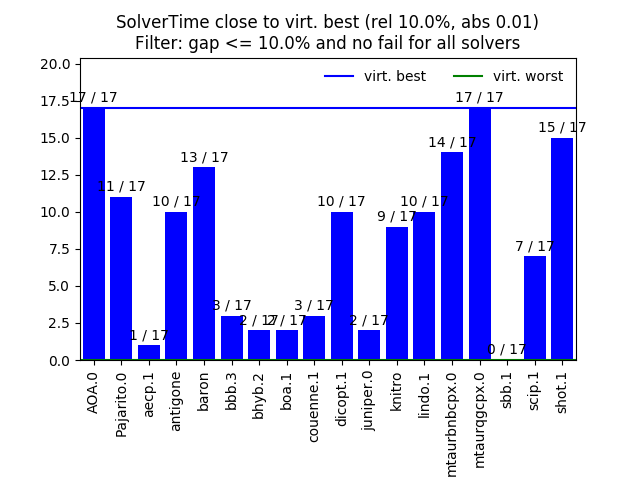 SolverTime close to virt. best (rel 10.0%, abs 0.01)
Filter: gap <= 10.0% and no fail for all solvers
virt. best
virt. worst
20.0
17.5
15.0
12.5
10.0
7.5
5.0
2.5
0.0
17 / 17
11 / 17
1 / 17
10 / 17
13 / 17
3 / 17
2 / 17
2 / 17
3 / 17
10 / 17
2 / 17
9 / 17
10 / 17
14 / 17
17 / 17
0 / 17
7 / 17
15 / 17
AOA.0
Pajarito.0
aecp.1
antigone
baron
bbb.3
bhyb.2
boa.1
couenne.1
dicopt.1
juniper.0
knitro
lindo.1
mtaurbnbcpx.0
mtaurqgcpx.0
sbb.1
scip.1
shot.1